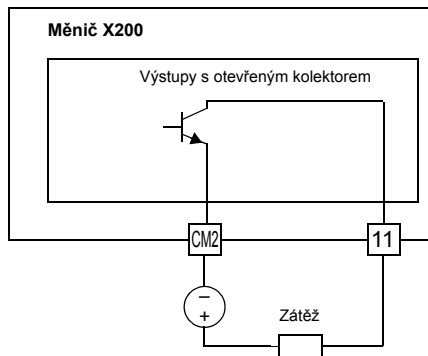 Měnič X200
Výstupy s otevřeným kolektorem
CM2
11
–
+
Zátěž